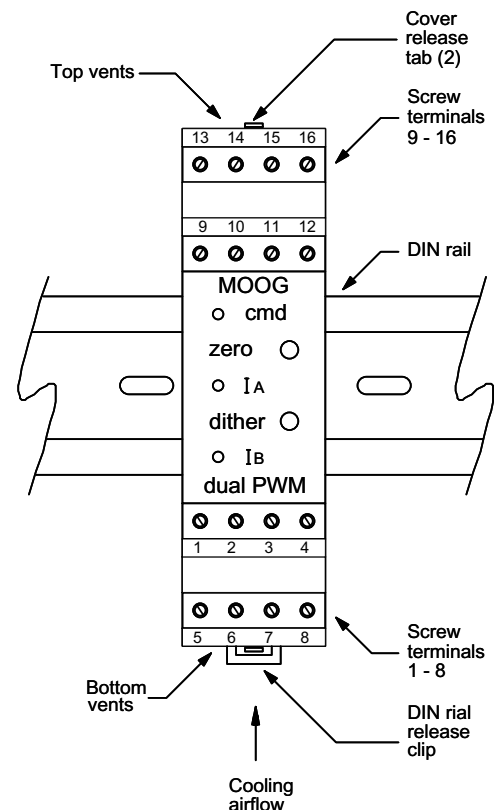 Cover
release
tab (2)
Top vents
Screw
terminals
9 - 16
13 14 15 16
9 10 11 12
DIN rail
MOOG
cmd
zero
IA
dither
IB
dual PWM
1 2 3 4
5 6 7 8
Screw
terminals
1 - 8
Bottom
vents
DIN rial
release
clip
Cooling
airflow